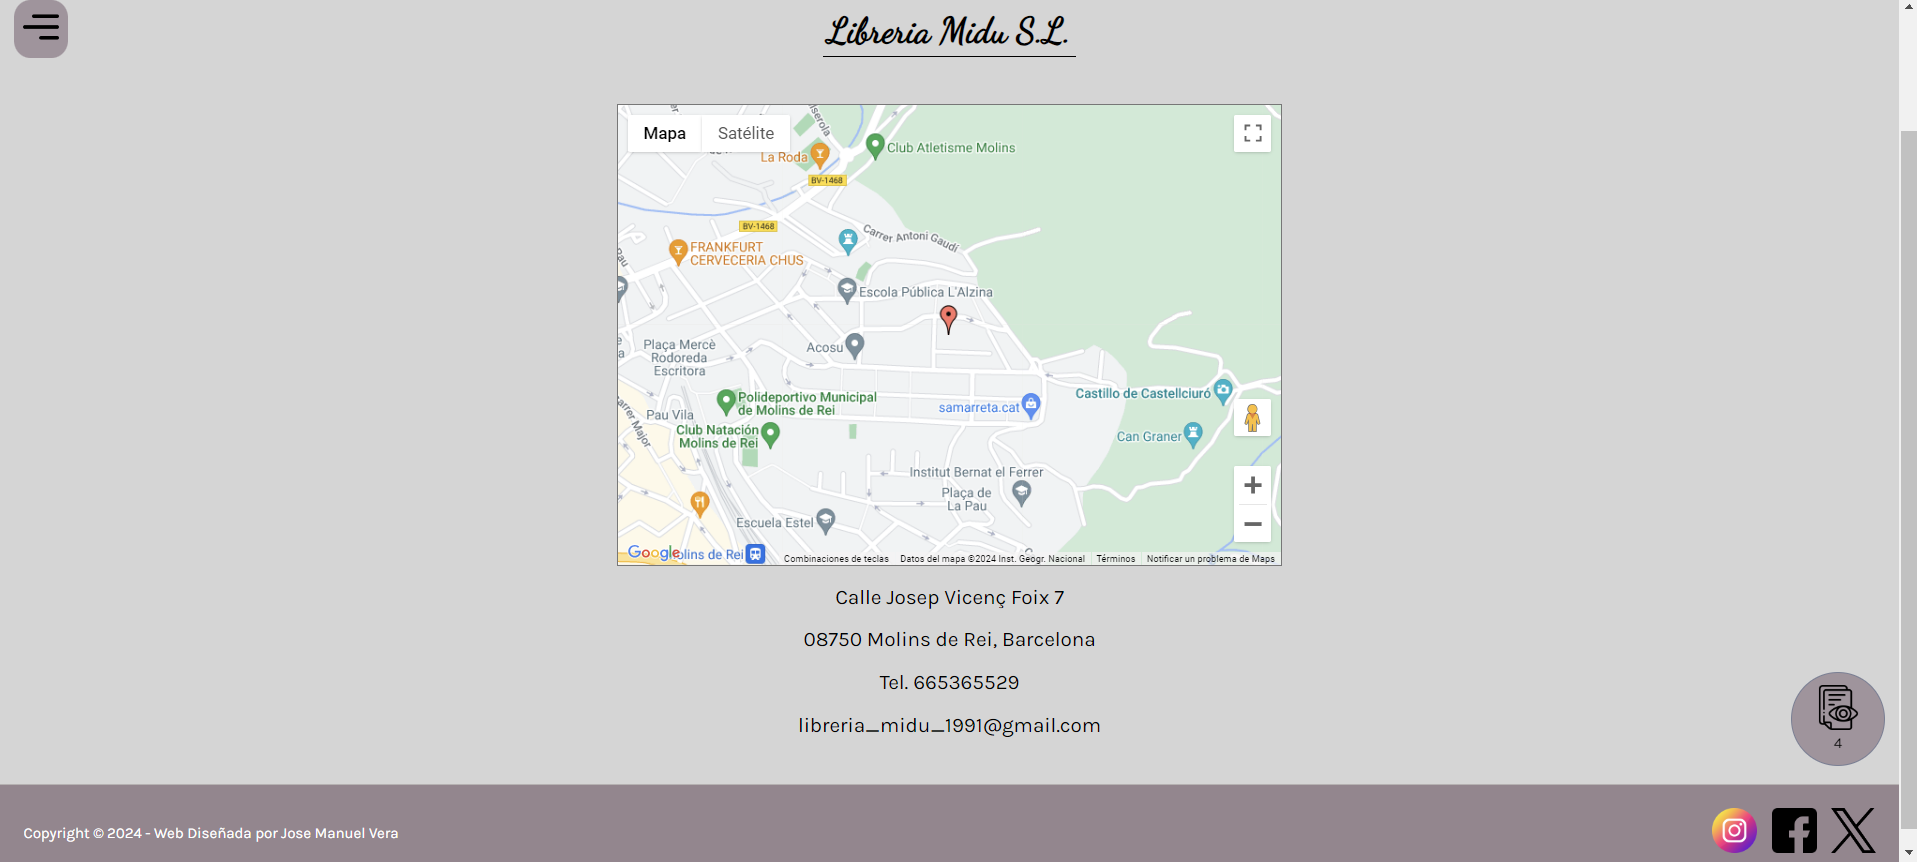 Libreria Midu S.L.
Mapa
Satélite
La Roda
Club Atletisme Molins
BV-1468
BV-1468
Carrer Antoni Gaudí
FRANKFURT
CERVECERIA CHUS
Escola Pública L'Alzina
Plaça Mercè
Rodoreda
Escritora
Acosu
Castillo de Castellciuró
Polideportivo Municipal
de Molins de Rei
samarreta.cat
Pau Vila
Club Natación
Molins de Rei
Can Graner
Institut Bernat el Ferrer
Plaça de
La Pau
Escuela Estel
Google
olins de Rei
Combinaciones de teclas
Datos del mapa ©2024 Inst. Geogr. Nacional
Términos
Notificar un problema de Maps
Calle Josep Vicenç Foix 7
08750 Molins de Rei, Barcelona
Tel. 665365529
libreria_midu_1991@gmail.com
4
Copyright © 2024 - Web Diseñada por Jose Manuel Vera